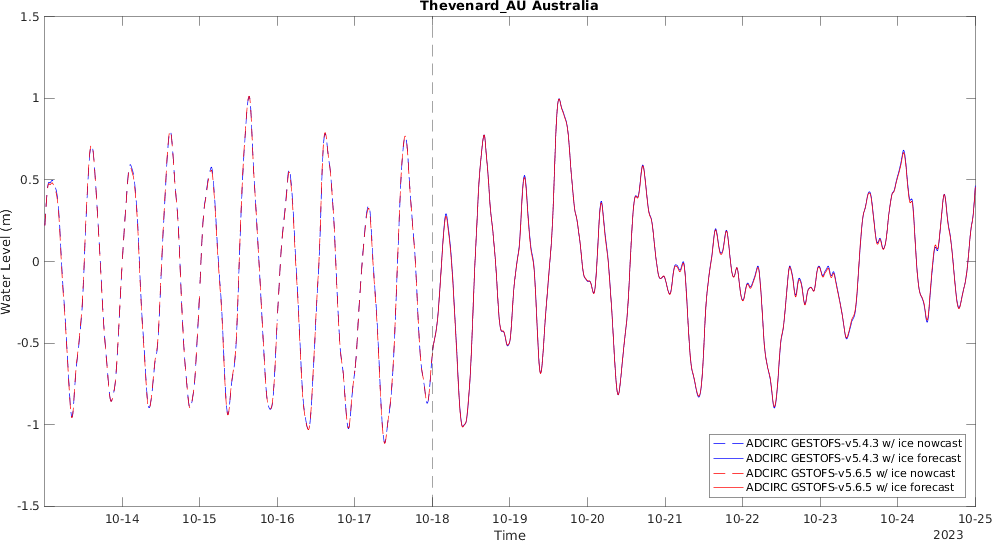 Thevenard_AU Australia
1.5
1
0.5
0
-0.5
-1
-1.5
Water Level (m)
10-14 10-15 10-16 10-17 10-18 10-19 10-20 10-21 10-22 10-23 10-24 10-25
Time
2023
ADCIRC GESTOFS-v5.4.3 w/ ice nowcast
ADCIRC GESTOFS-v5.4.3 w/ ice forecast
ADCIRC GSTOFS-v5.6.5 w/ ice nowcast
ADCIRC GSTOFS-v5.6.5 w/ ice forecast